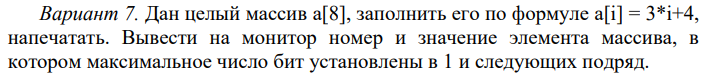 Вариант 7. Дан целый массив a[8], заполнить его по формуле a[i] = 3*i+4,
напечатать. Вывести на монитор номер и значение элемента массива, в
котором максимальное число бит установлены в 1 и следующих подряд.